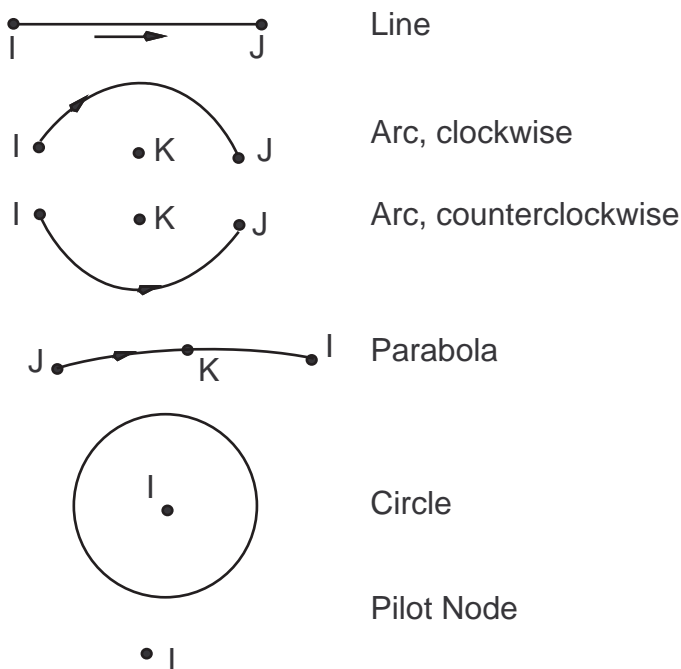 I J Line
I K J Arc, clockwise
I K J Arc, counterclockwise
J K I Parabola
I Circle
Pilot Node
I